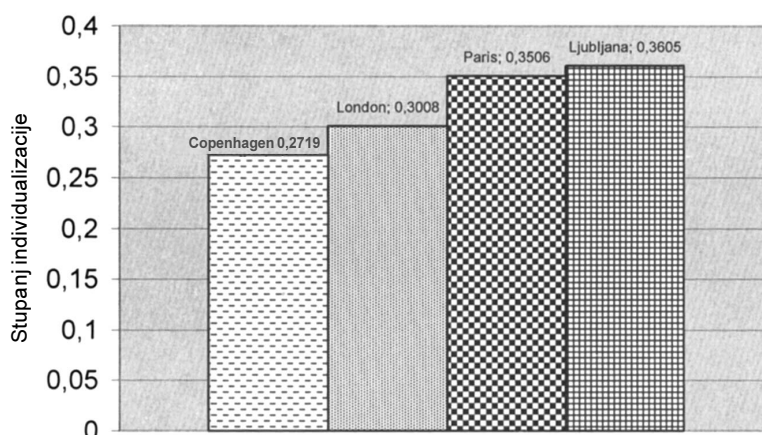 Stupanj individualizacije
0,4
0,35
0,3
0,25
0,2
0,15
0,1
0,05
0
Copenhagen 0,2719
London; 0,3008
Paris; 0,3506
Ljubljana; 0,3605